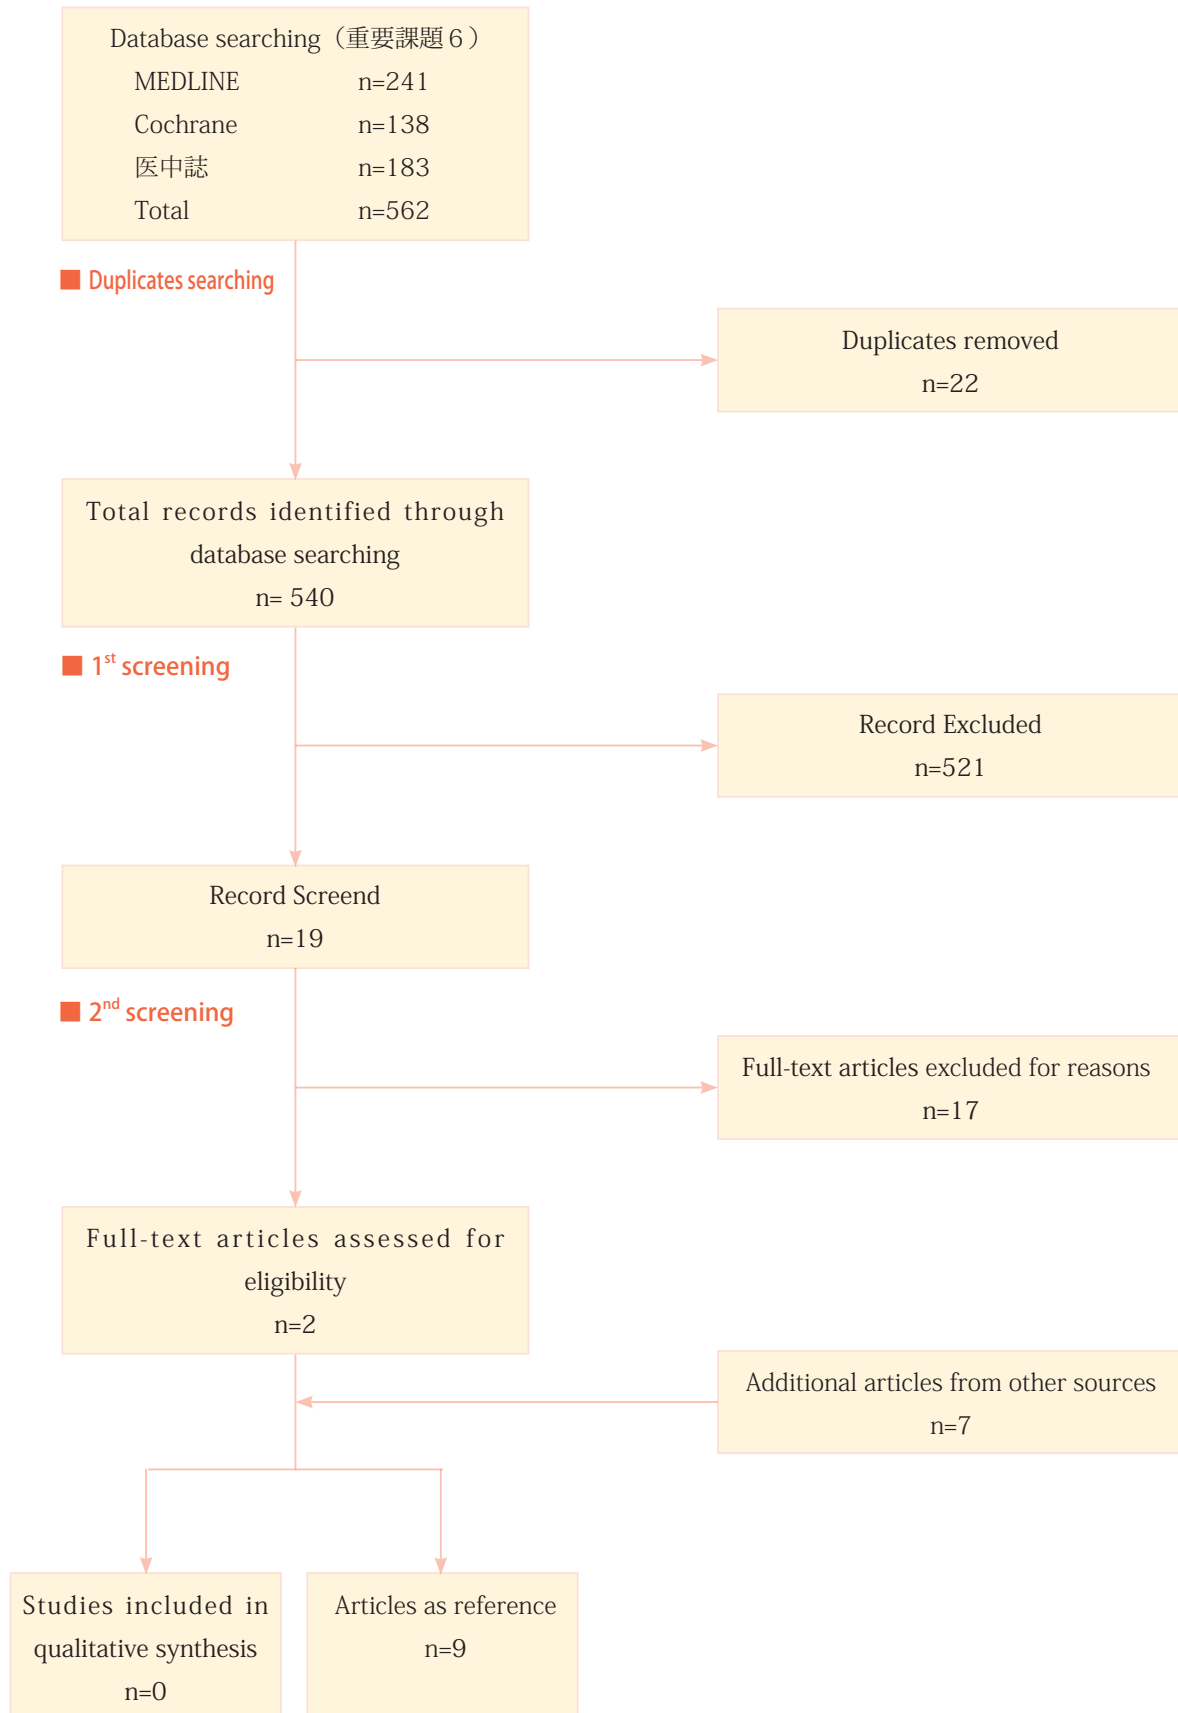 Database searching（重要課題6）
MEDLINE n=241
Cochrane n=138
医中誌 n=183
Total n=562
■ Duplicates searching
Duplicates removed
n=22
Total records identified through
database searching
n= 540
■ 1st screening
Record Excluded
n=521
Record Screend
n=19
■ 2nd screening
Full-text articles excluded for reasons
n=17
Full-text articles assessed for
eligibility
n=2
Additional articles from other sources
n=7
Studies included in
qualitative synthesis
n=0
Articles as reference
n=9